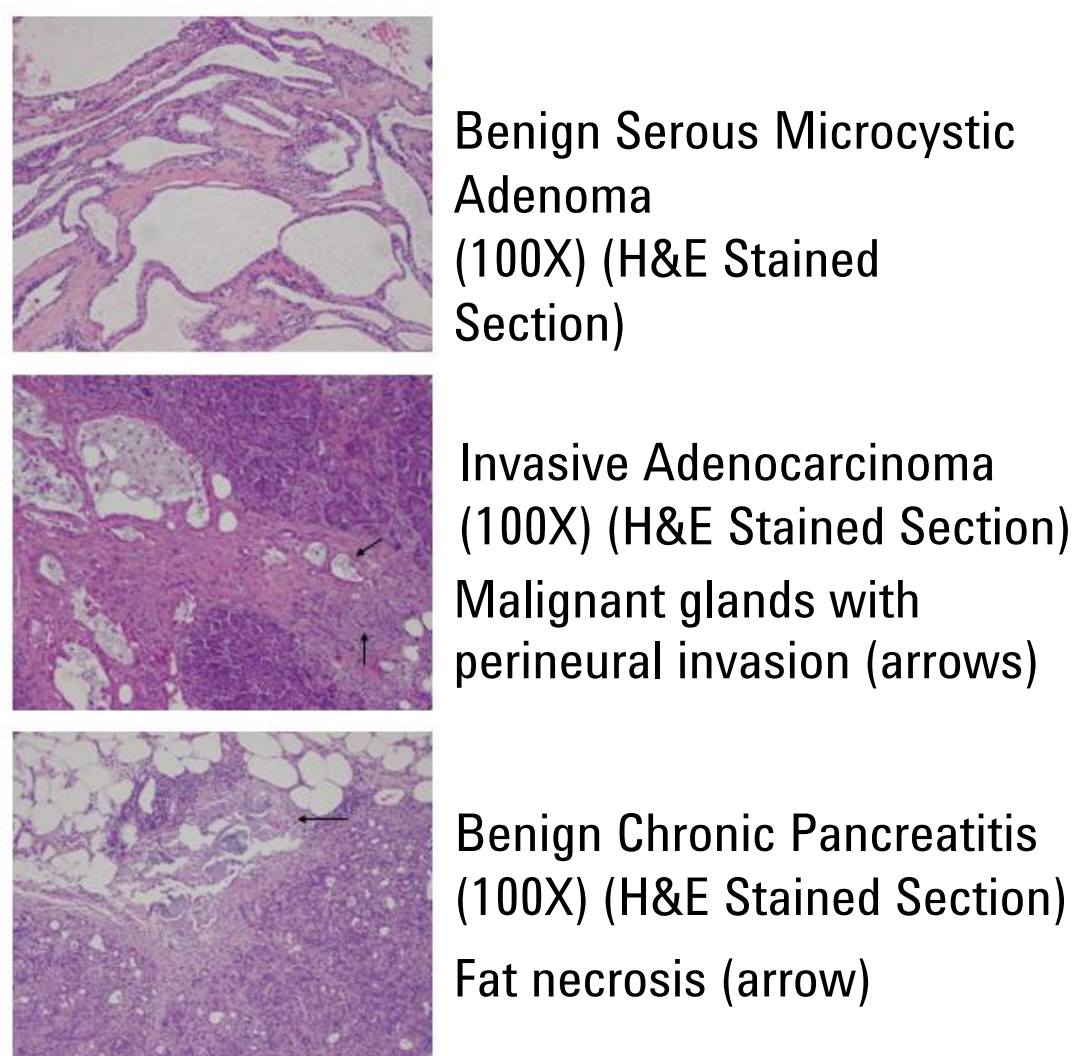 Benign Serous Microcystic
Adenoma
(100X) (H&E Stained
Section)
Invasive Adenocarcinoma
(100X) (H&E Stained Section)
Malignant glands with
perineural invasion (arrows)
Benign Chronic Pancreatitis
(100X) (H&E Stained Section)
Fat necrosis (arrow)